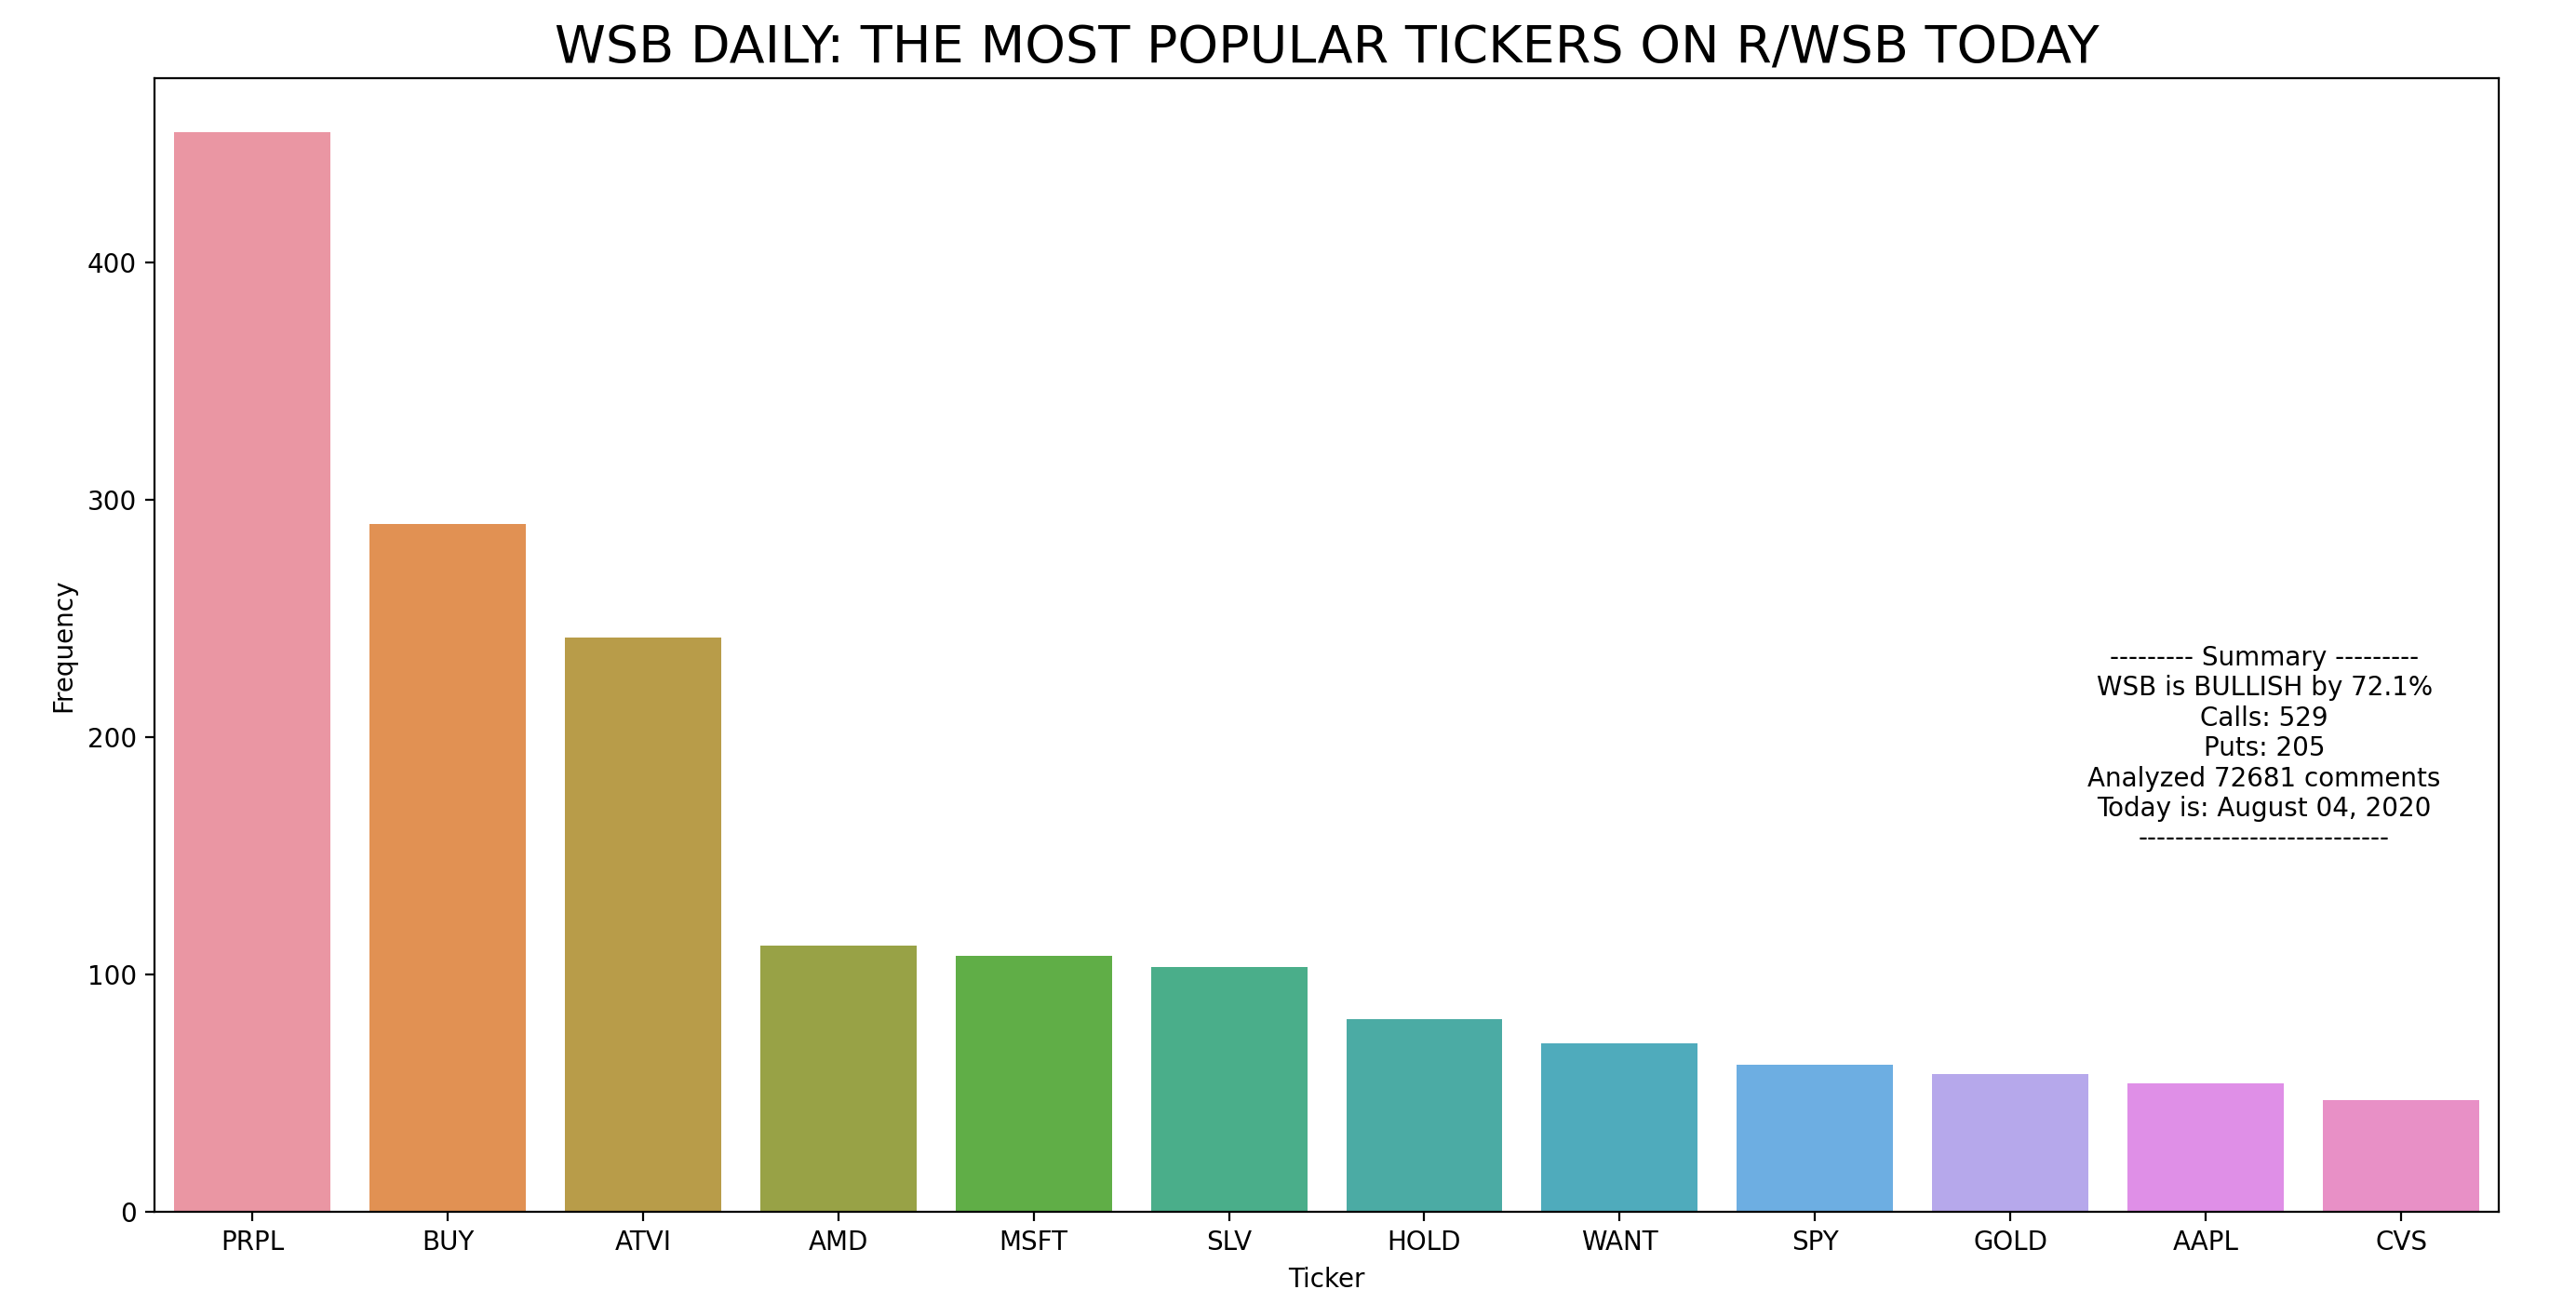 WSB DAILY: THE MOST POPULAR TICKERS ON R/WSB TODAY
400
300
200
100
0
Frequency
--------- Summary ---------
WSB is BULLISH by 72.1%
Calls: 529
Puts: 205
Analyzed 72681 comments
Today is: August 04, 2020
---------------------------
PRPL BUY ATVI AMD MSFT SLV HOLD WANT SPY GOLD AAPL CVS
Ticker